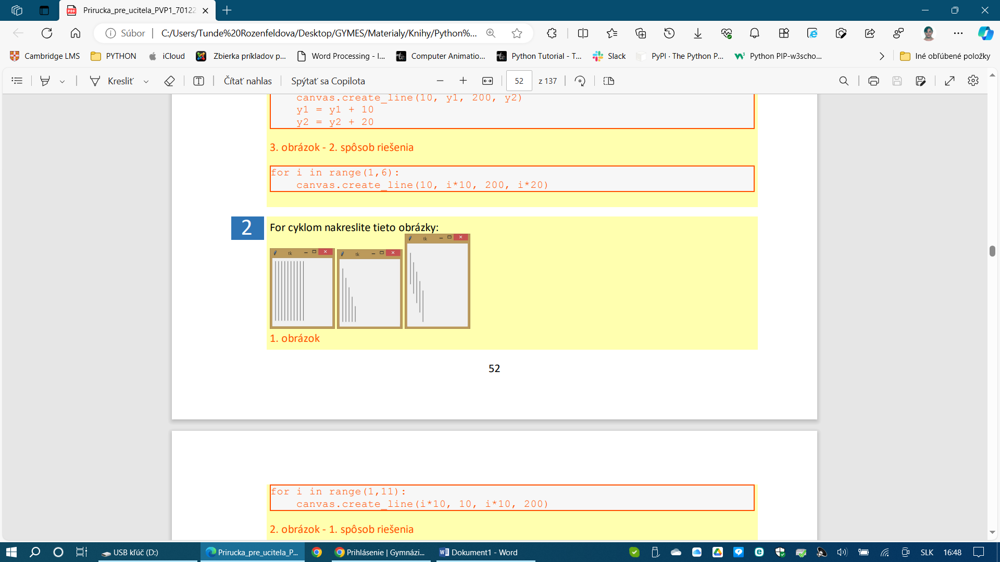 Prirucka_pre_ucitela_PVP1_70122
Súbor C:/Users/Tunde%20Rozenfeldova/Desktop/GYMES/Materialy/Knihy/Python%...
Cambridge LMS PYTHON iCloud Zbierka príkladov p... Word Processing - I... Computer Animatio... Python Tutorial - T... Slack PyPI · The Python P... Python PIP-w3scho... Iné obľúbené položky
Kresliť Čítať nahlas Spýtať sa Copilota 52 z 137
canvas.create_line(10, y1, 200, y2)
y1 = y1 + 10
y2 = y2 + 20
3. obrázok - 2. spôsob riešenia
for i in range(1,6):
canvas.create_line(10, i*10, 200, i*20)
2 For cyklom nakreslite tieto obrázky:
tk tk tk
1. obrázok
52
for i in range(1,11):
canvas.create_line(i*10, 10, i*10, 200)
2. obrázok - 1. spôsob riešenia
USB kľúč (D:) Prirucka_pre_ucitela_P... Prihlásenie | Gymnázi... Dokument1 - Word SLK 16:48